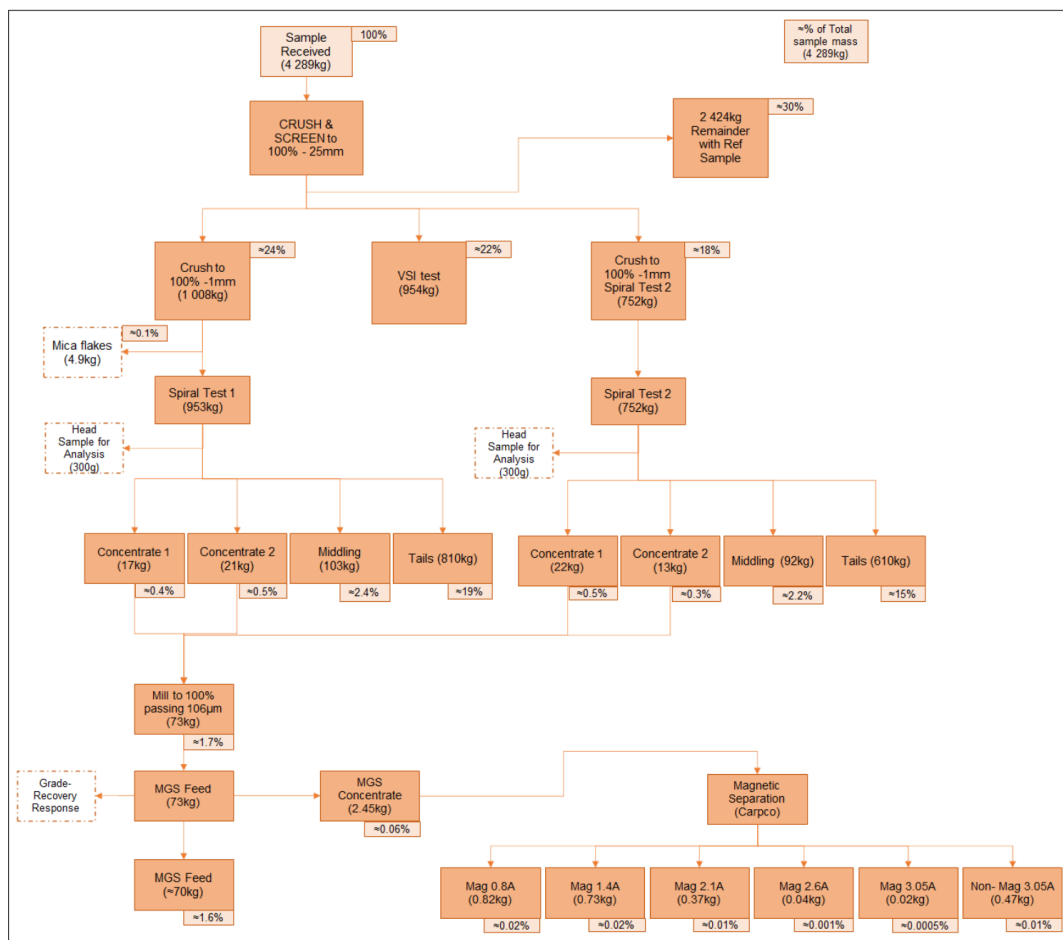 Sample
Received
(4 289kg)
100%
≈% of Total
sample mass
(4 289kg)
CRUSH &
SCREEN to
100% - 25mm
2 424kg
Remainder
with Ref
Sample
≈30%
Crush to
100% -1mm
(1 008kg)
≈24%
VSI test
(954kg)
≈22%
Crush to
100% -1mm
Spiral Test 2
(752kg)
≈18%
Mica flakes
(4.9kg)
≈0.1%
Spiral Test 1
(953kg)
Spiral Test 2
(752kg)
Head
Sample for
Analysis
(300g)
Head
Sample for
Analysis
(300g)
Concentrate 1
(17kg)
≈0.4%
Concentrate 2
(21kg)
≈0.5%
Middling
(103kg)
≈2.4%
Tails (810kg)
≈19%
Concentrate 1
(22kg)
≈0.5%
Concentrate 2
(13kg)
≈0.3%
Middling (92kg)
≈2.2%
Tails (610kg)
≈15%
Mill to 100%
passing 106µm
(73kg)
≈1.7%
Grade-
Recovery
Response
MGS Feed
(73kg)
MGS
Concentrate
(2.45kg)
≈0.06%
Magnetic
Separation
(Carpco)
MGS Feed
(≈70kg)
≈1.6%
Mag 0.8A
(0.82kg)
≈0.02%
Mag 1.4A
(0.73kg)
≈0.02%
Mag 2.1A
(0.37kg)
≈0.01%
Mag 2.6A
(0.04kg)
≈0.001%
Mag 3.05A
(0.02kg)
≈0.0005%
Non- Mag 3.05A
(0.47kg)
≈0.01%